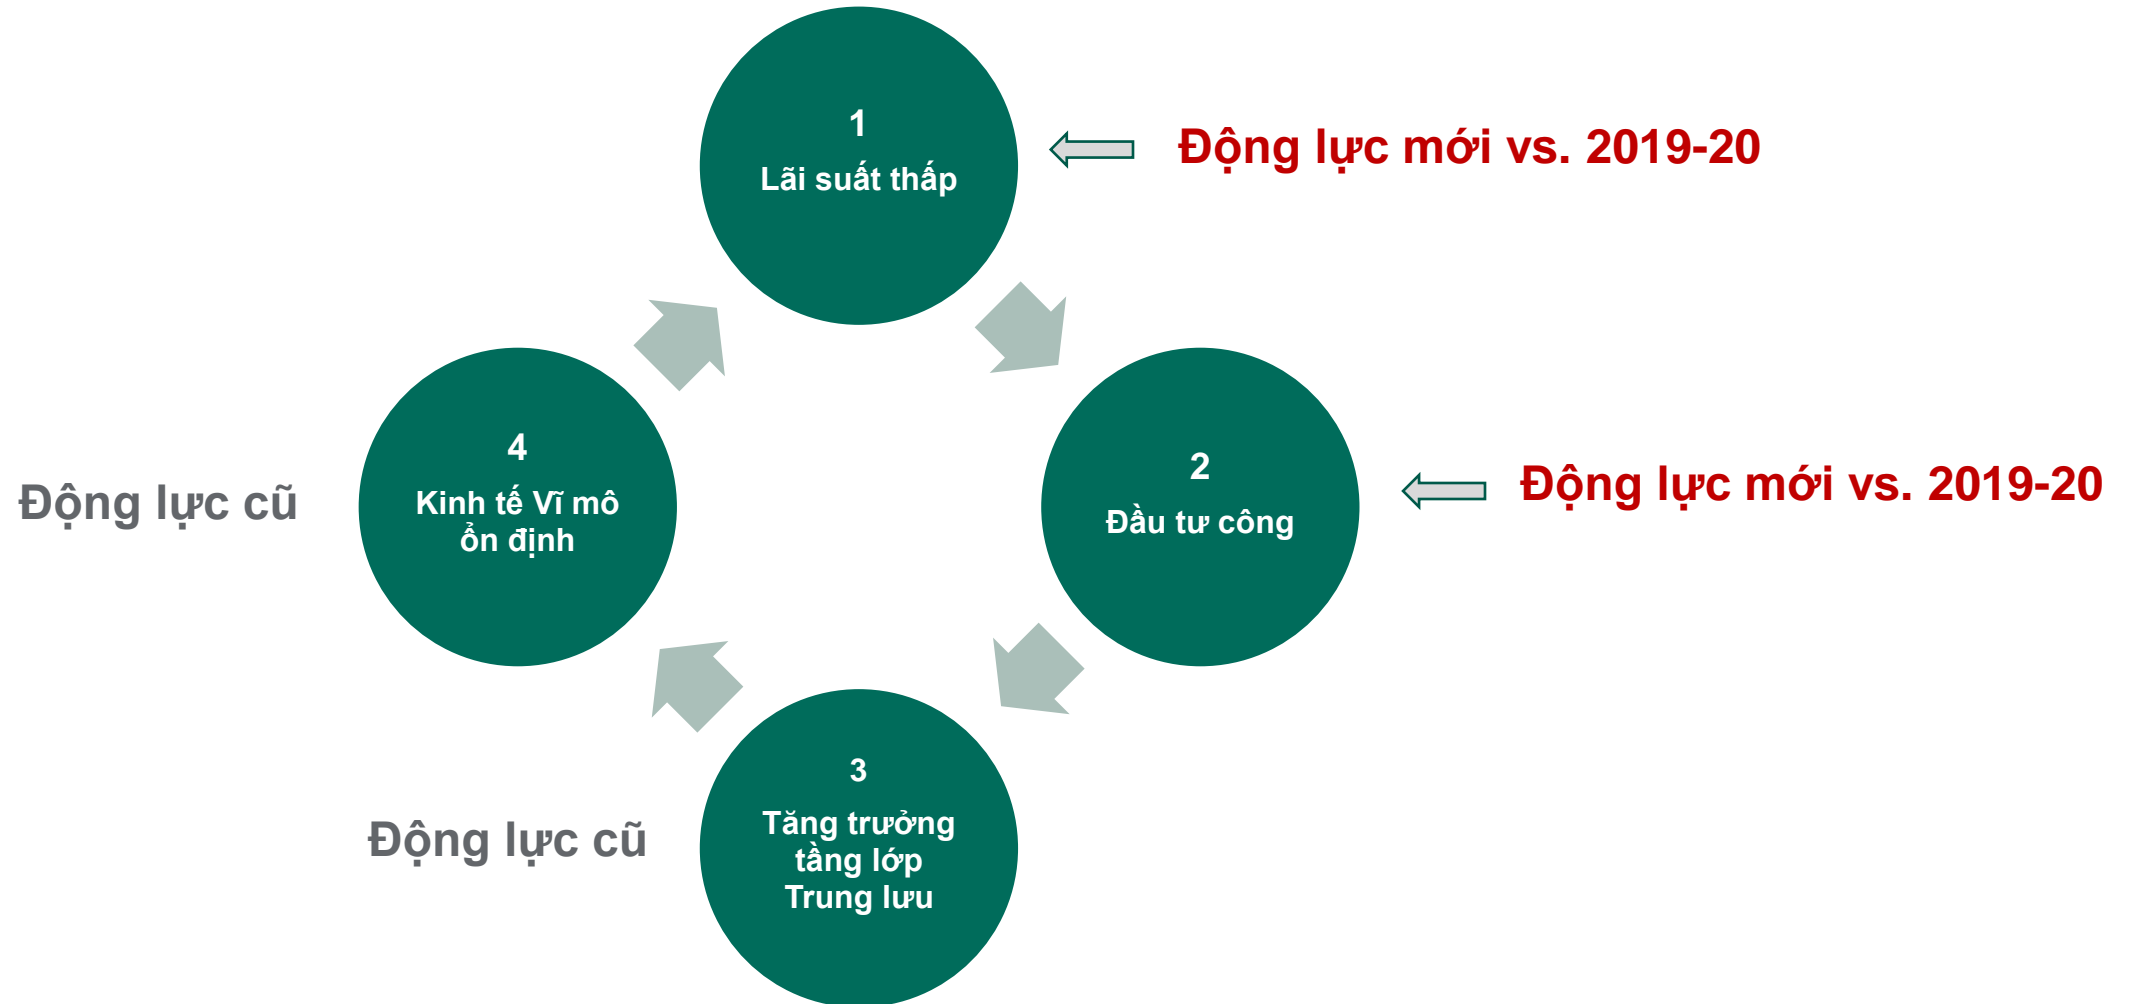 1
Lãi suất thấp
Động lực mới vs. 2019-20
4
Kinh tế Vĩ mô
ổn định
Động lực cũ
2
Đầu tư công
Động lực mới vs. 2019-20
3
Tăng trưởng
tầng lớp
Trung lưu
Động lực cũ